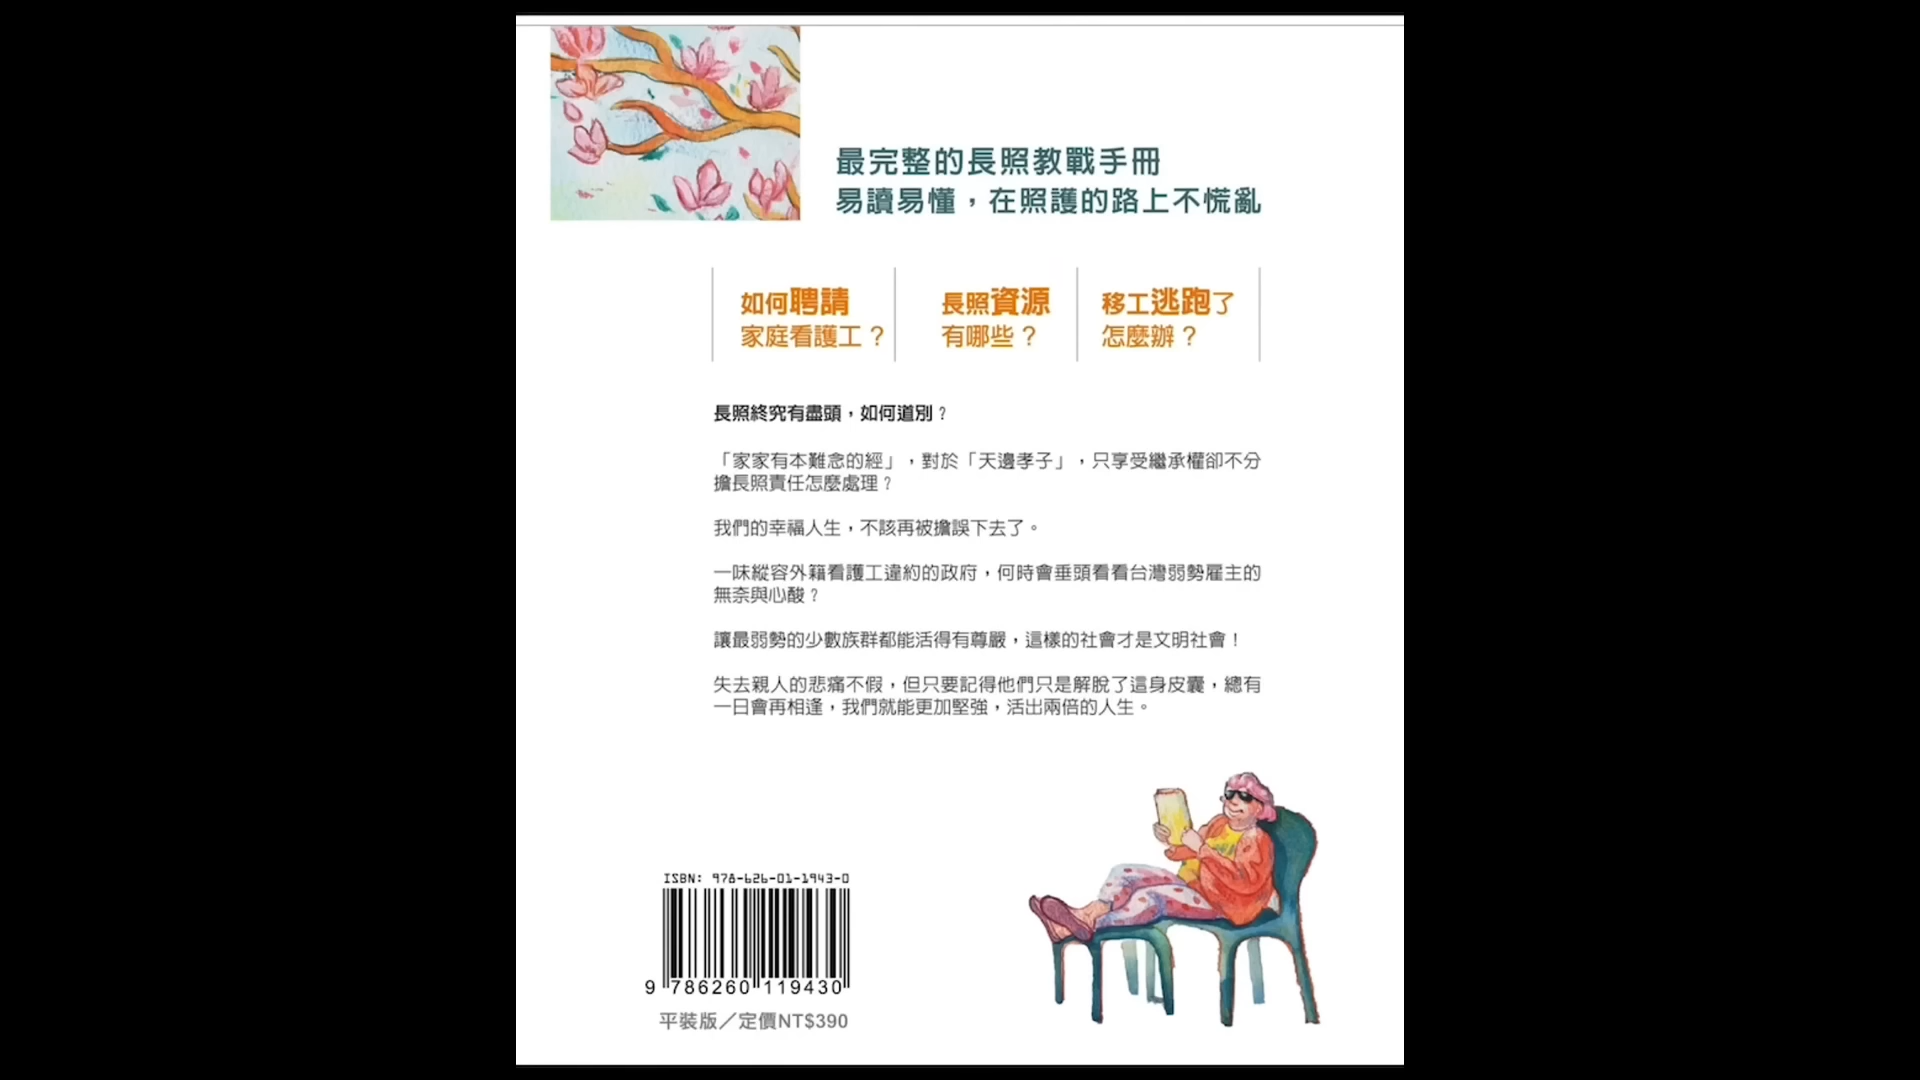 最完整的長照教戰手冊
易讀易懂，在照護的路上不慌亂
如何聘請
家庭看護工？
長照資源
有哪些？
移工逃跑了
怎麼辦？
長照終究有盡頭，如何道別？
「家家有本難念的經」，對於「天邊孝子」，只享受繼承權卻不分
擔長照責任怎麼處理？
我們的幸福人生，不該再被擔誤下去了。
一味縱容外籍看護工違約的政府，何時會垂頭看看台灣弱勢雇主的
無奈與心酸？
讓最弱勢的少數族群都能活得有尊嚴，這樣的社會才是文明社會！
失去親人的悲痛不假，但只要記得他們只是解脫了這身皮囊，總有
一日會再相逢，我們就能更加堅強，活出兩倍的人生。
ISBN: 978-626-01-1943-0
9 786260 119430
平裝版／定價NT$390